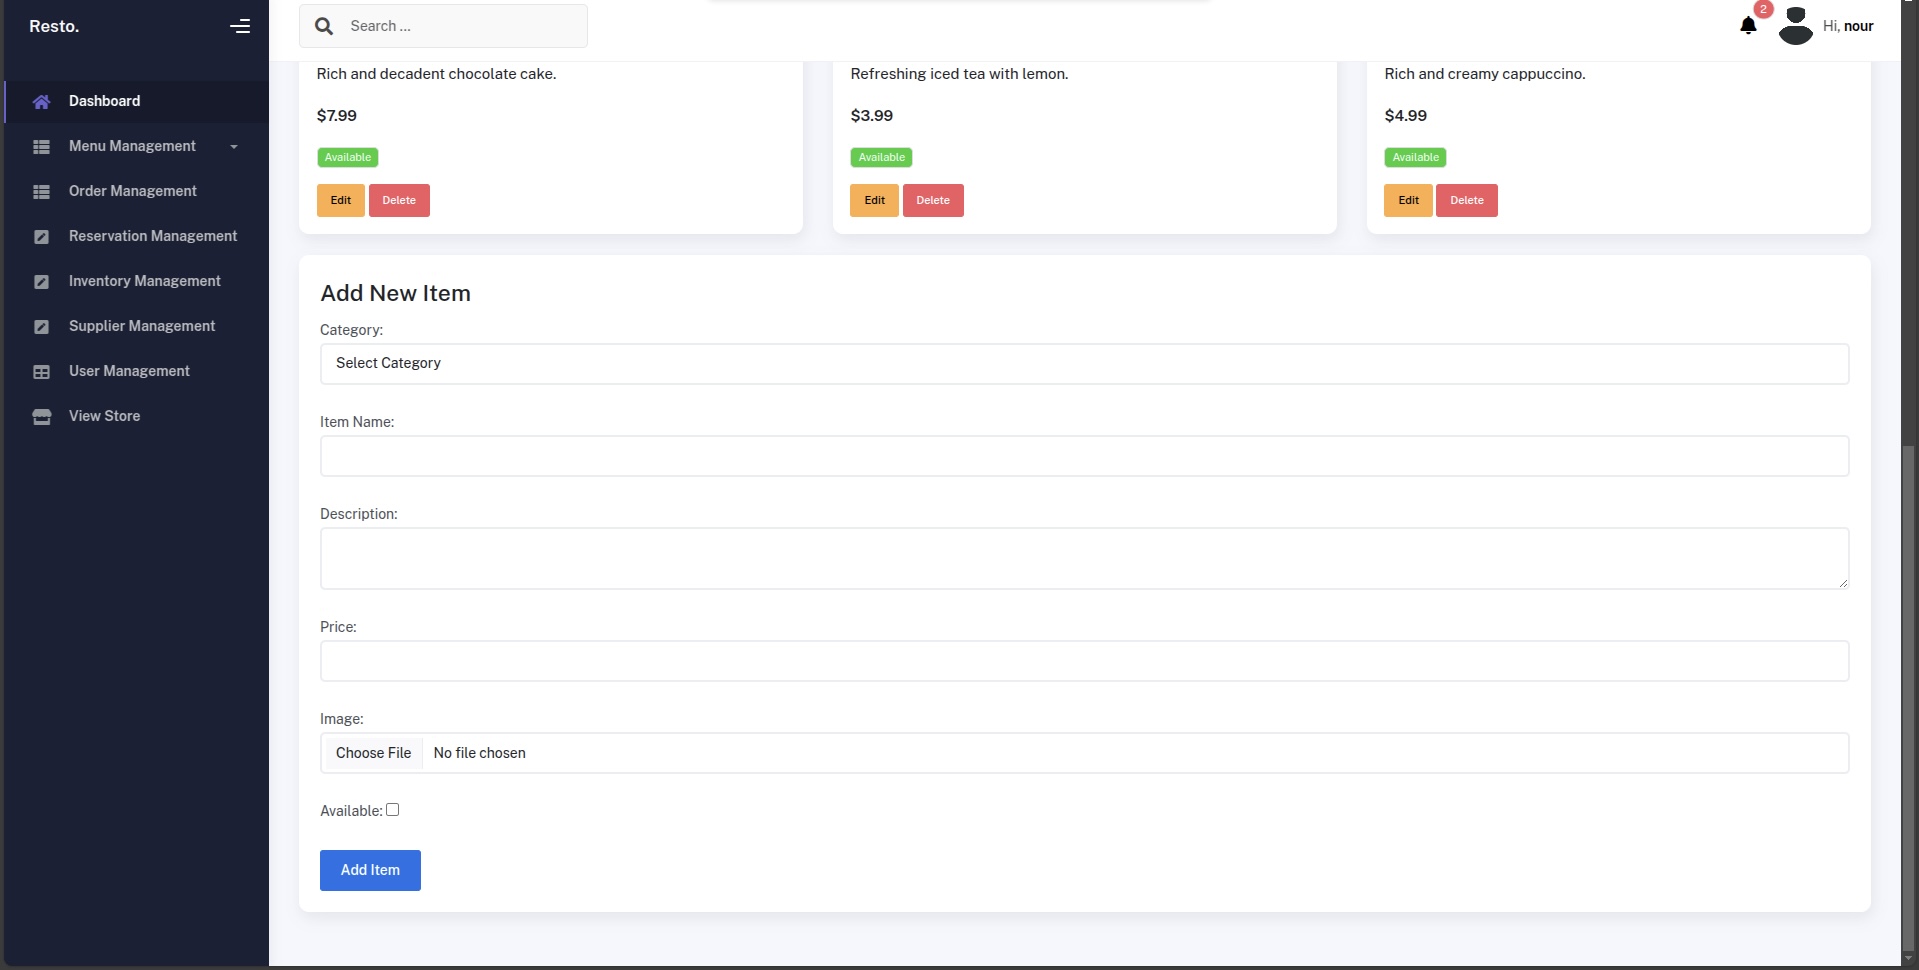 Resto.
Dashboard
Menu Management
Order Management
Reservation Management
Inventory Management
Supplier Management
User Management
View Store
Search ...
2
Hi, nour
Rich and decadent chocolate cake.
$7.99
Available
Edit Delete
Refreshing iced tea with lemon.
$3.99
Available
Edit Delete
Rich and creamy cappuccino.
$4.99
Available
Edit Delete
Add New Item
Category:
Select Category
Item Name:
Description:
Price:
Image:
Choose File No file chosen
Available:
Add Item